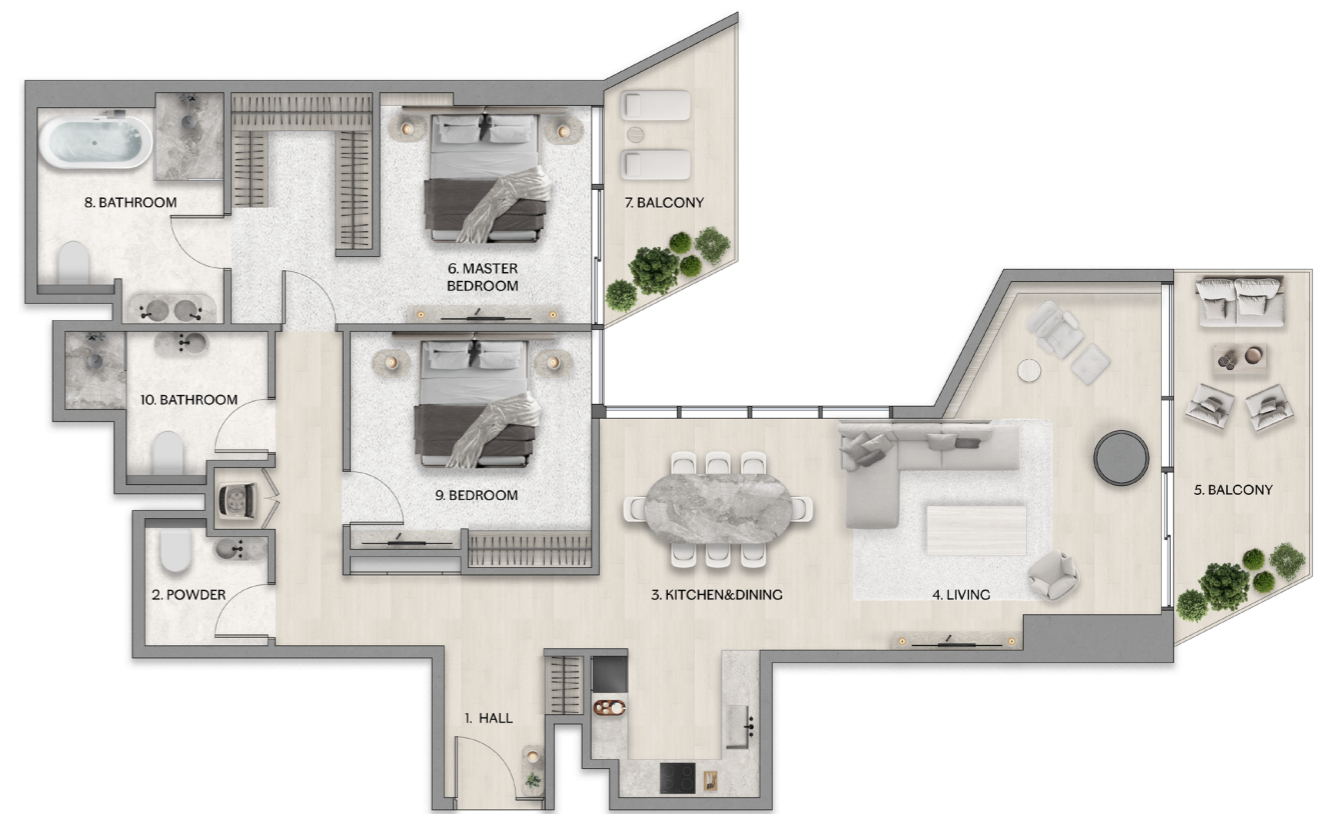 8. BATHROOM
7. BALCONY
6. MASTER
BEDROOM
10. BATHROOM
9. BEDROOM
5. BALCONY
2. POWDER
3. KITCHEN&DINING
4. LIVING
1. HALL